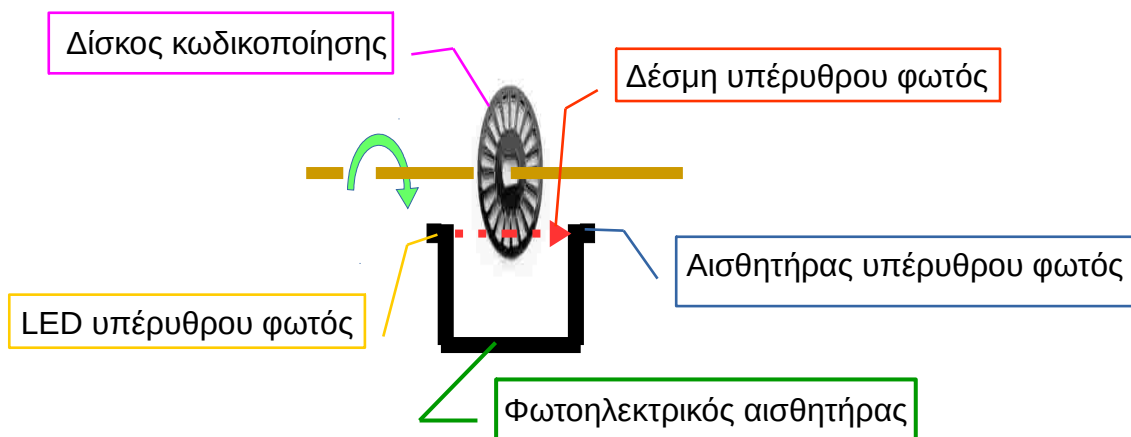 Δίσκος κωδικοποίησης
Δέσμη υπέρυθρου φωτός
Αισθητήρας υπέρυθρου φωτός
LED υπέρυθρου φωτός
Φωτοηλεκτρικός αισθητήρας